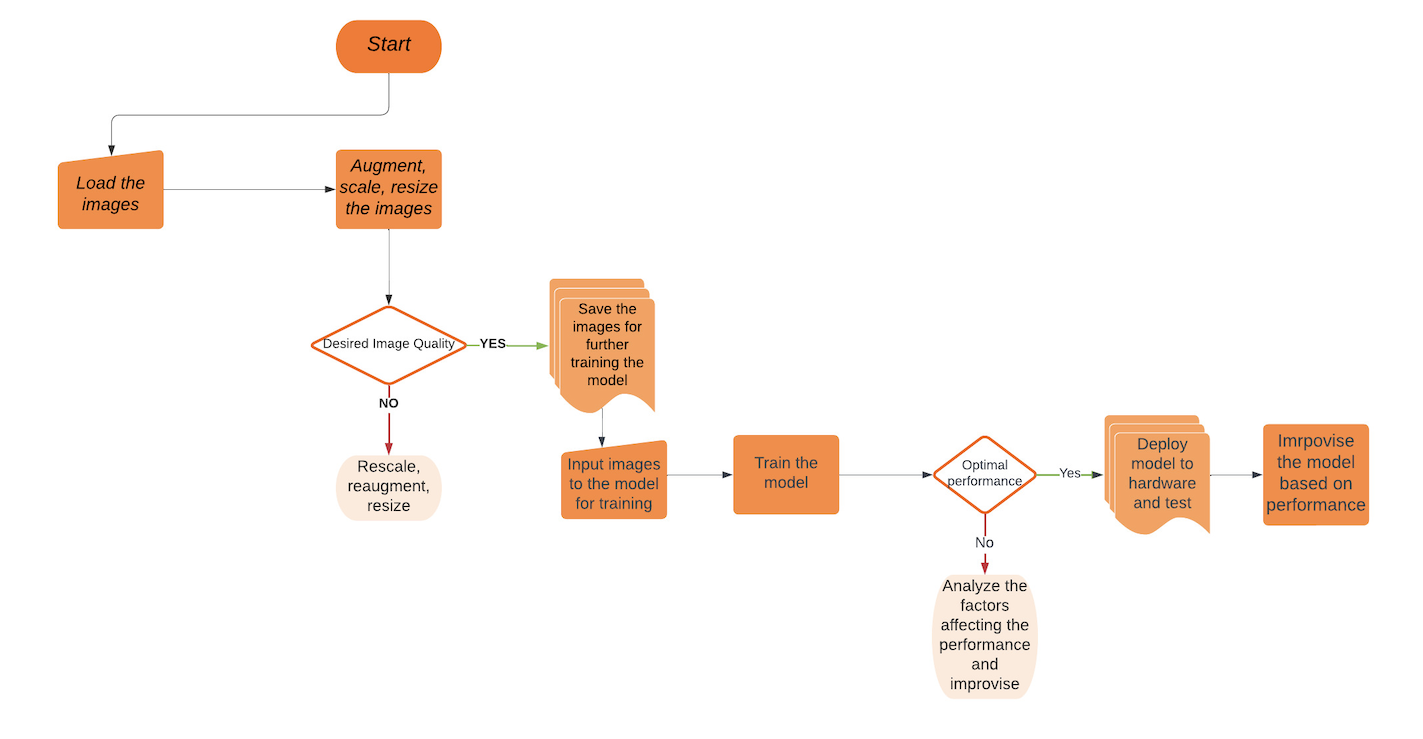 Start
Load the
images
Augment,
scale, resize
the images
Desired Image Quality
YES
Save the
images for
further
training the
model
NO
Rescale,
reaugment,
resize
Input images
to the model
for training
Train the
model
Optimal
performance
Yes
Deploy
model to
hardware
and test
Imrpovise
the model
based on
performance
No
Analyze the
factors
affecting the
performance
and
improvise